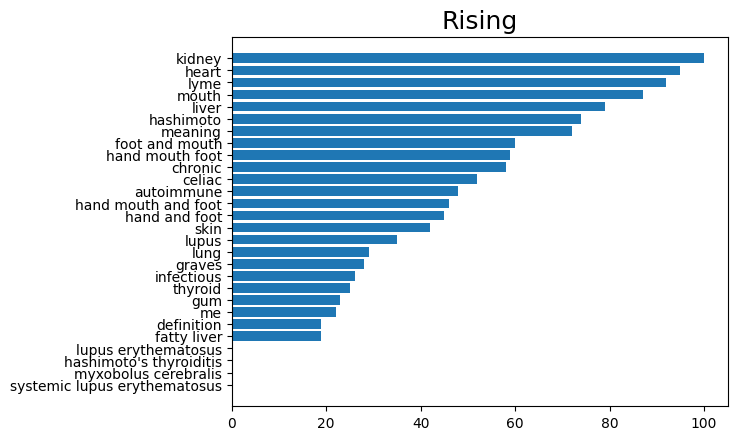 Rising
kidney
heart
lyme
mouth
liver
hashimoto
meaning
foot and mouth
hand mouth foot
chronic
celiac
autoimmune
hand mouth and foot
hand and foot
skin
lupus
lung
graves
infectious
thyroid
gum
me
definition
fatty liver
lupus erythematosus
hashimoto's thyroiditis
myxobolus cerebralis
systemic lupus erythematosus
0 20 40 60 80 100